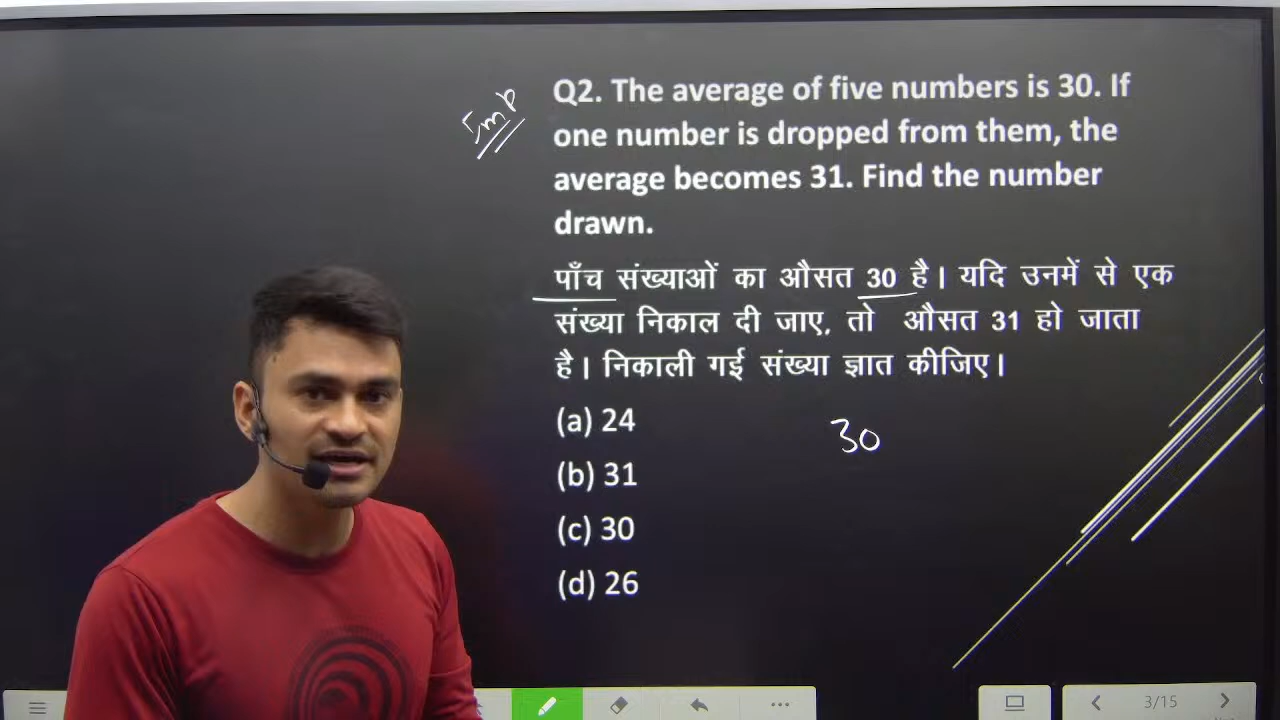 Imp
Q2. The average of five numbers is 30. If
one number is dropped from them, the
average becomes 31. Find the number
drawn.
पाँच संख्याओं का औसत 30 है। यदि उनमें से एक
संख्या निकाल दी जाए, तो औसत 31 हो जाता
है। निकाली गई संख्या ज्ञात कीजिए।
(a) 24
30
(b) 31
(c) 30
(d) 26
3/15